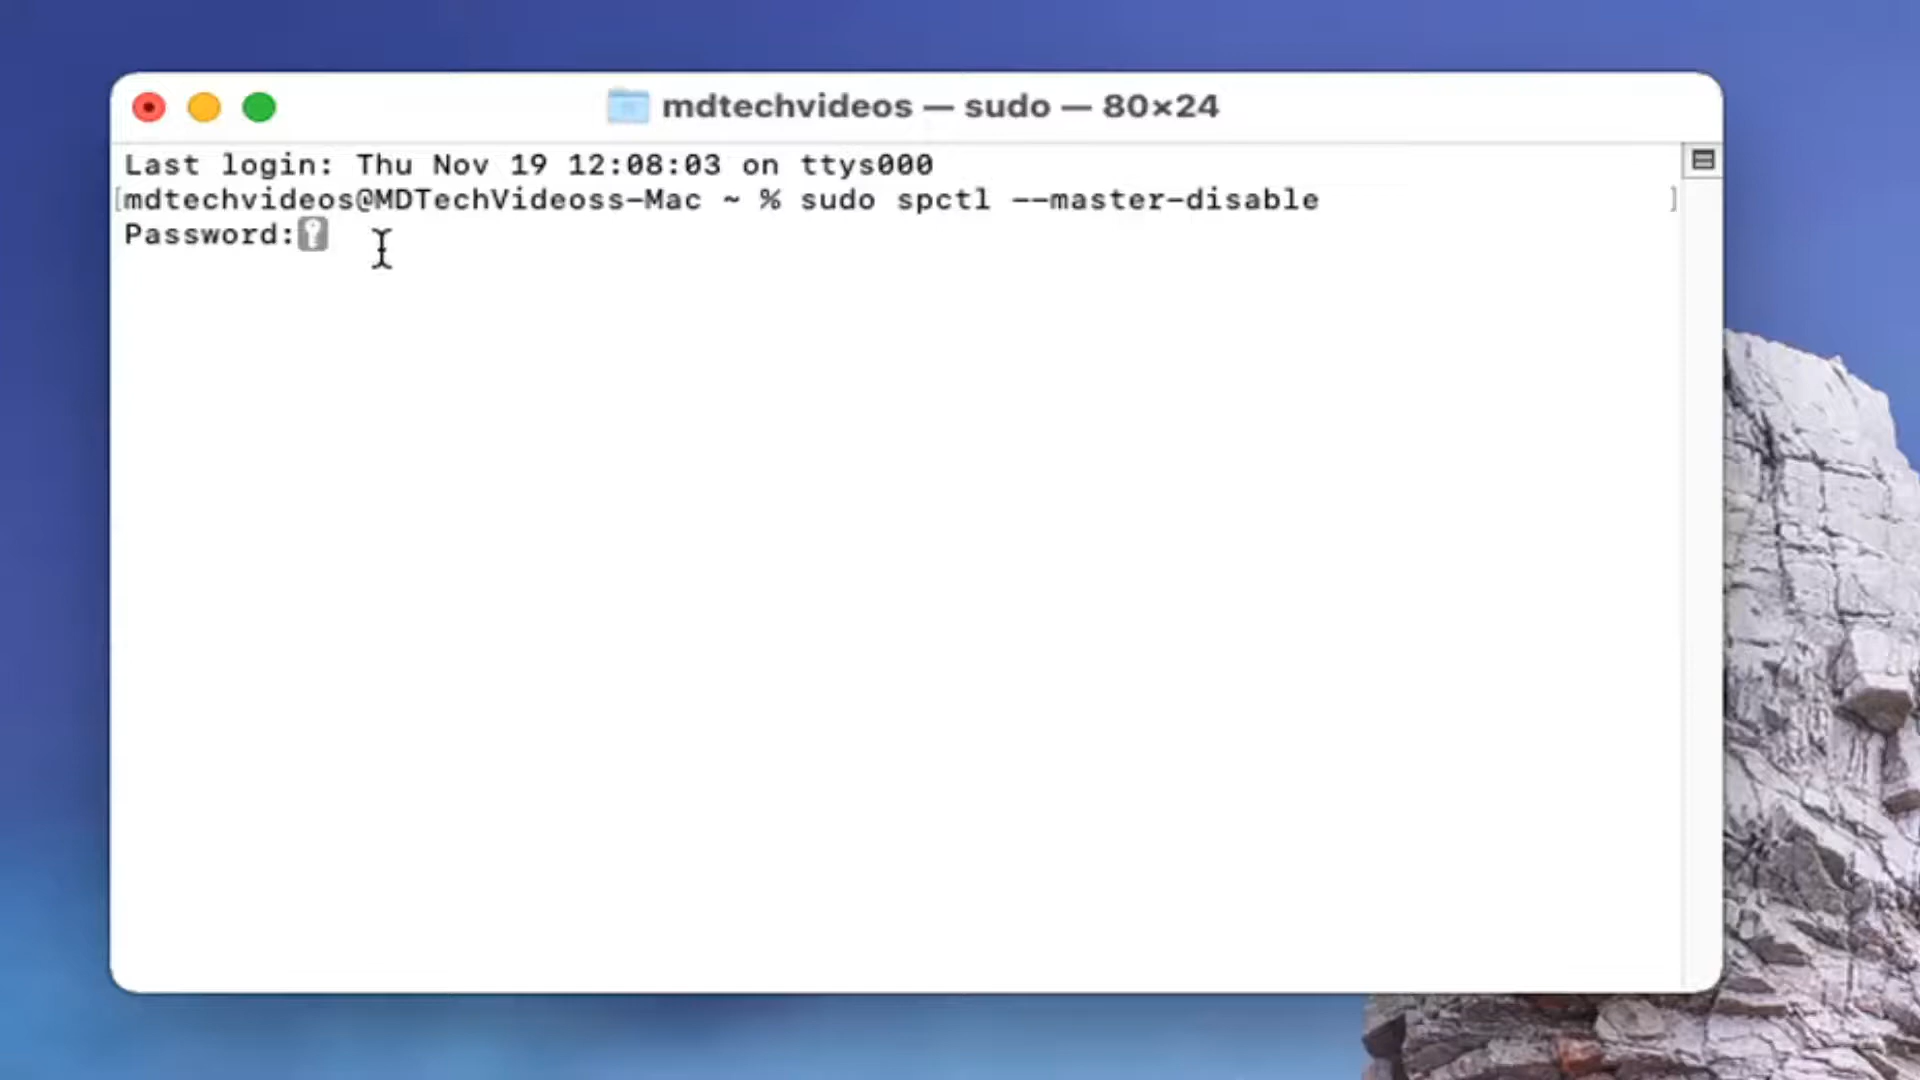 mdtechvideos — sudo — 80×24
Last login: Thu Nov 19 12:08:03 on ttys000
[mdtechvideos@MDTechVideoss-Mac ~ % sudo spctl --master-disable ]
Password: